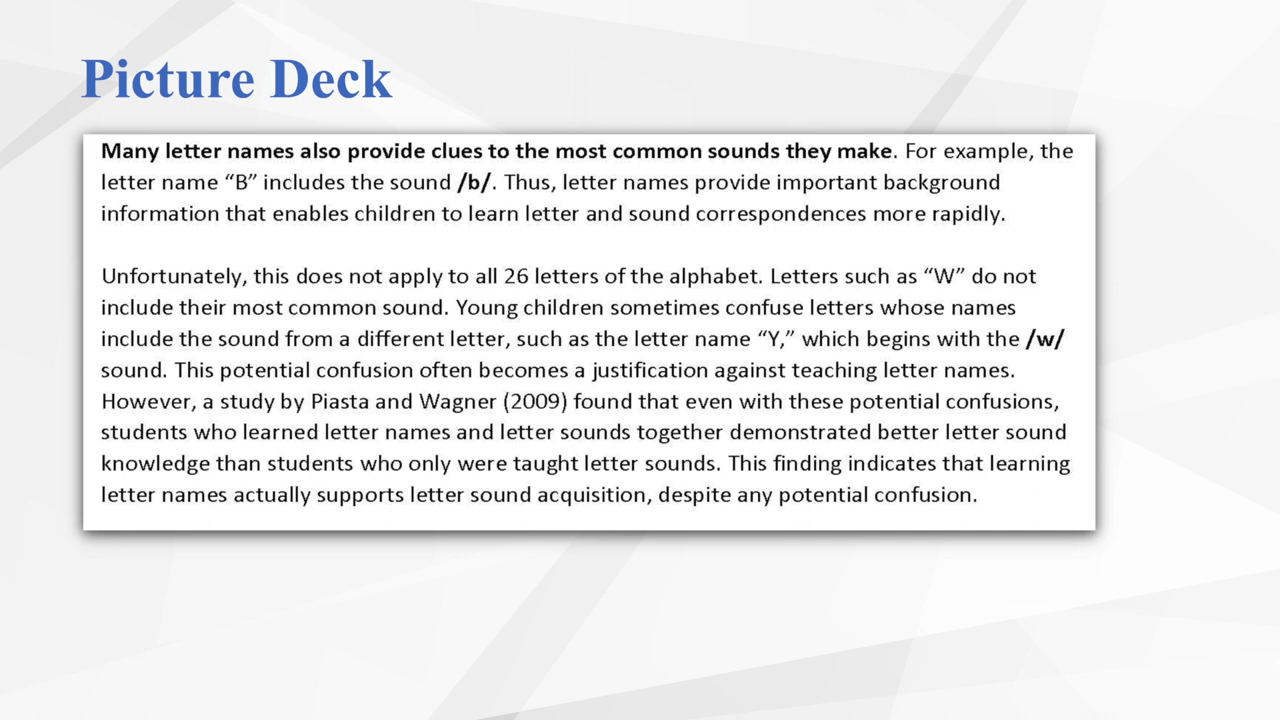 Picture Deck
Many letter names also provide clues to the most common sounds they make. For example, the
letter name “B” includes the sound /b/. Thus, letter names provide important background
information that enables children to learn letter and sound correspondences more rapidly.
Unfortunately, this does not apply to all 26 letters of the alphabet. Letters such as “W” do not
include their most common sound. Young children sometimes confuse letters whose names
include the sound from a different letter, such as the letter name “Y,” which begins with the /w/
sound. This potential confusion often becomes a justification against teaching letter names.
However, a study by Piasta and Wagner (2009) found that even with these potential confusions,
students who learned letter names and letter sounds together demonstrated better letter sound
knowledge than students who only were taught letter sounds. This finding indicates that learning
letter names actually supports letter sound acquisition, despite any potential confusion.